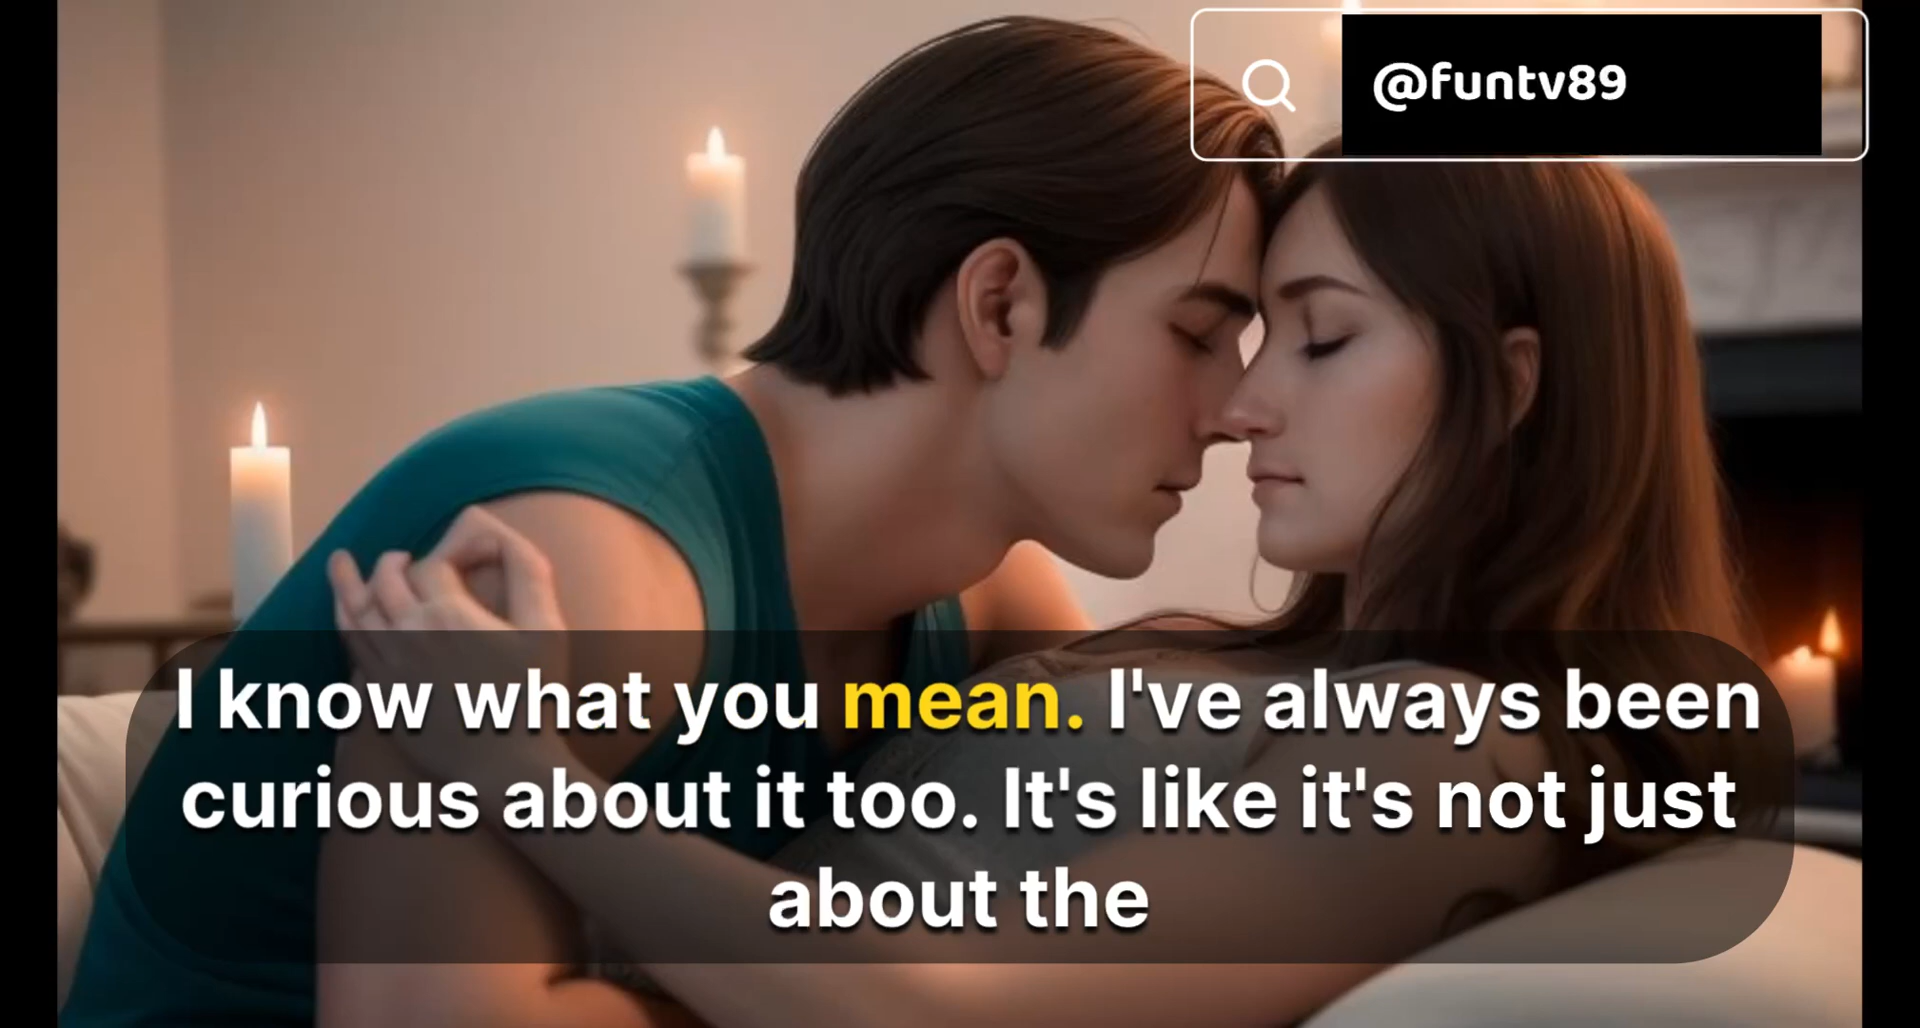 @funtv89
I know what you mean. I've always been
curious about it too. It's like it's not just
about the